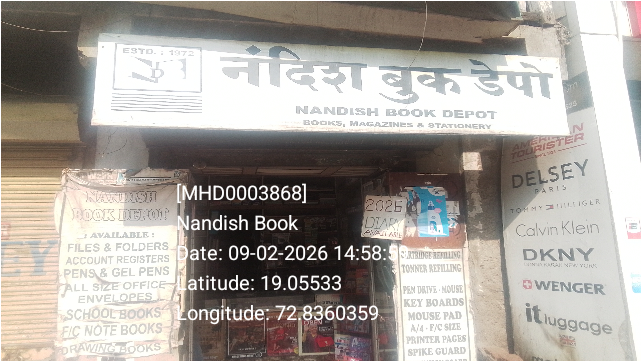 ESTD. : 1972
नंदिश बुक डेपो
NANDISH BOOK DEPOT
BOOKS, MAGAZINES & STATIONERY
NANDISH
BOOK DEPOT
AVAILABLE :
FILES & FOLDERS
ACCOUNT REGISTERS
PENS & GEL PENS
ALL SIZE OFFICE
ENVELOPES
SCHOOL BOOKS
F/C NOTE BOOKS
DRAWING BOOKS
[MHD0003868]
Nandish Book
Date: 09-02-2026 14:58:5
Latitude: 19.05533
Longitude: 72.8360359
2026
DIARY
AVAILABLE
CARTRIDGE REFILLING
TONNER REFILLING
PEN DRIVE - MOUSE
KEY BOARDS
MOUSE PAD
A/4 - F/C SIZE
PRINTER PAGES
SPIKE GUARD
AMERICAN
TOURISTER
DELSEY
PARIS
TOMMY HILFIGER
Calvin Klein
DKNY
WENGER
it luggage